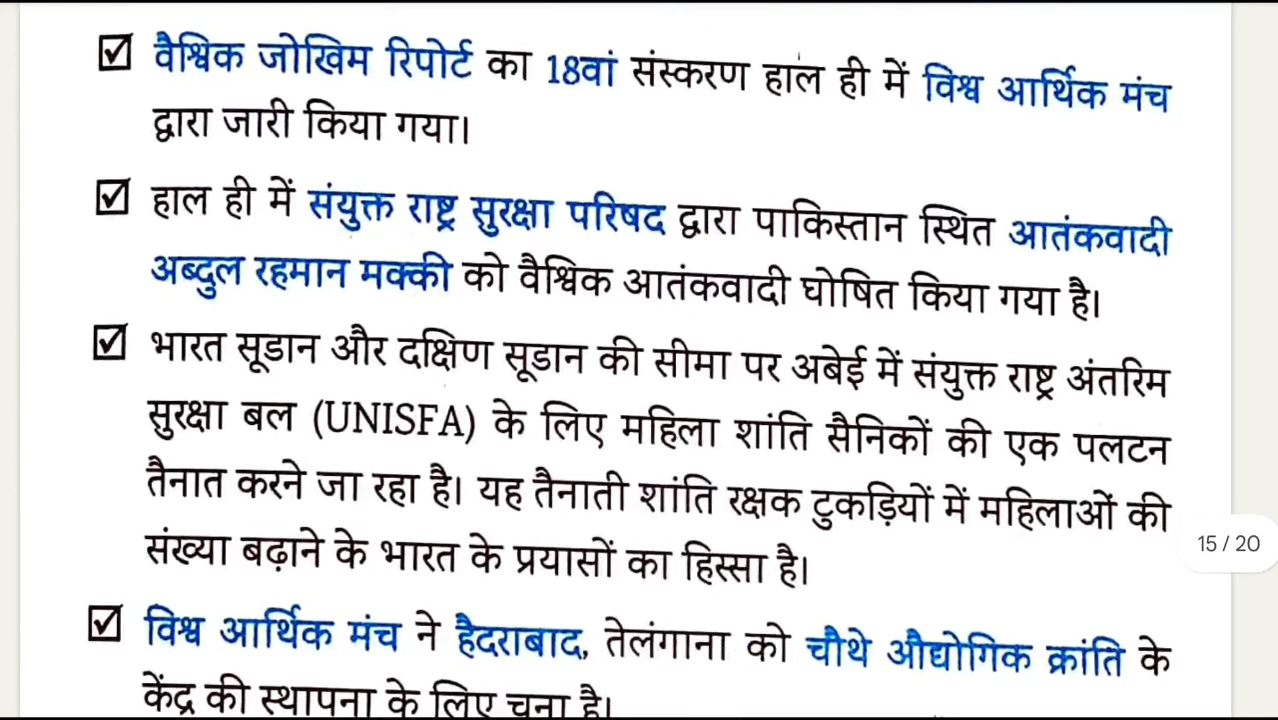 वैश्विक जोखिम रिपोर्ट का 18वां संस्करण हाल ही में विश्व आर्थिक मंच
द्वारा जारी किया गया।
हाल ही में संयुक्त राष्ट्र सुरक्षा परिषद द्वारा पाकिस्तान स्थित आतंकवादी
अब्दुल रहमान मक्की को वैश्विक आतंकवादी घोषित किया गया है।
भारत सूडान और दक्षिण सूडान की सीमा पर अबेई में संयुक्त राष्ट्र अंतरिम
सुरक्षा बल (UNISFA) के लिए महिला शांति सैनिकों की एक पलटन
तैनात करने जा रहा है। यह तैनाती शांति रक्षक टुकड़ियों में महिलाओं की
संख्या बढ़ाने के भारत के प्रयासों का हिस्सा है।
15 / 20
विश्व आर्थिक मंच ने हैदराबाद, तेलंगाना को चौथे औद्योगिक क्रांति के
केंद्र की स्थापना के लिए चुना है।